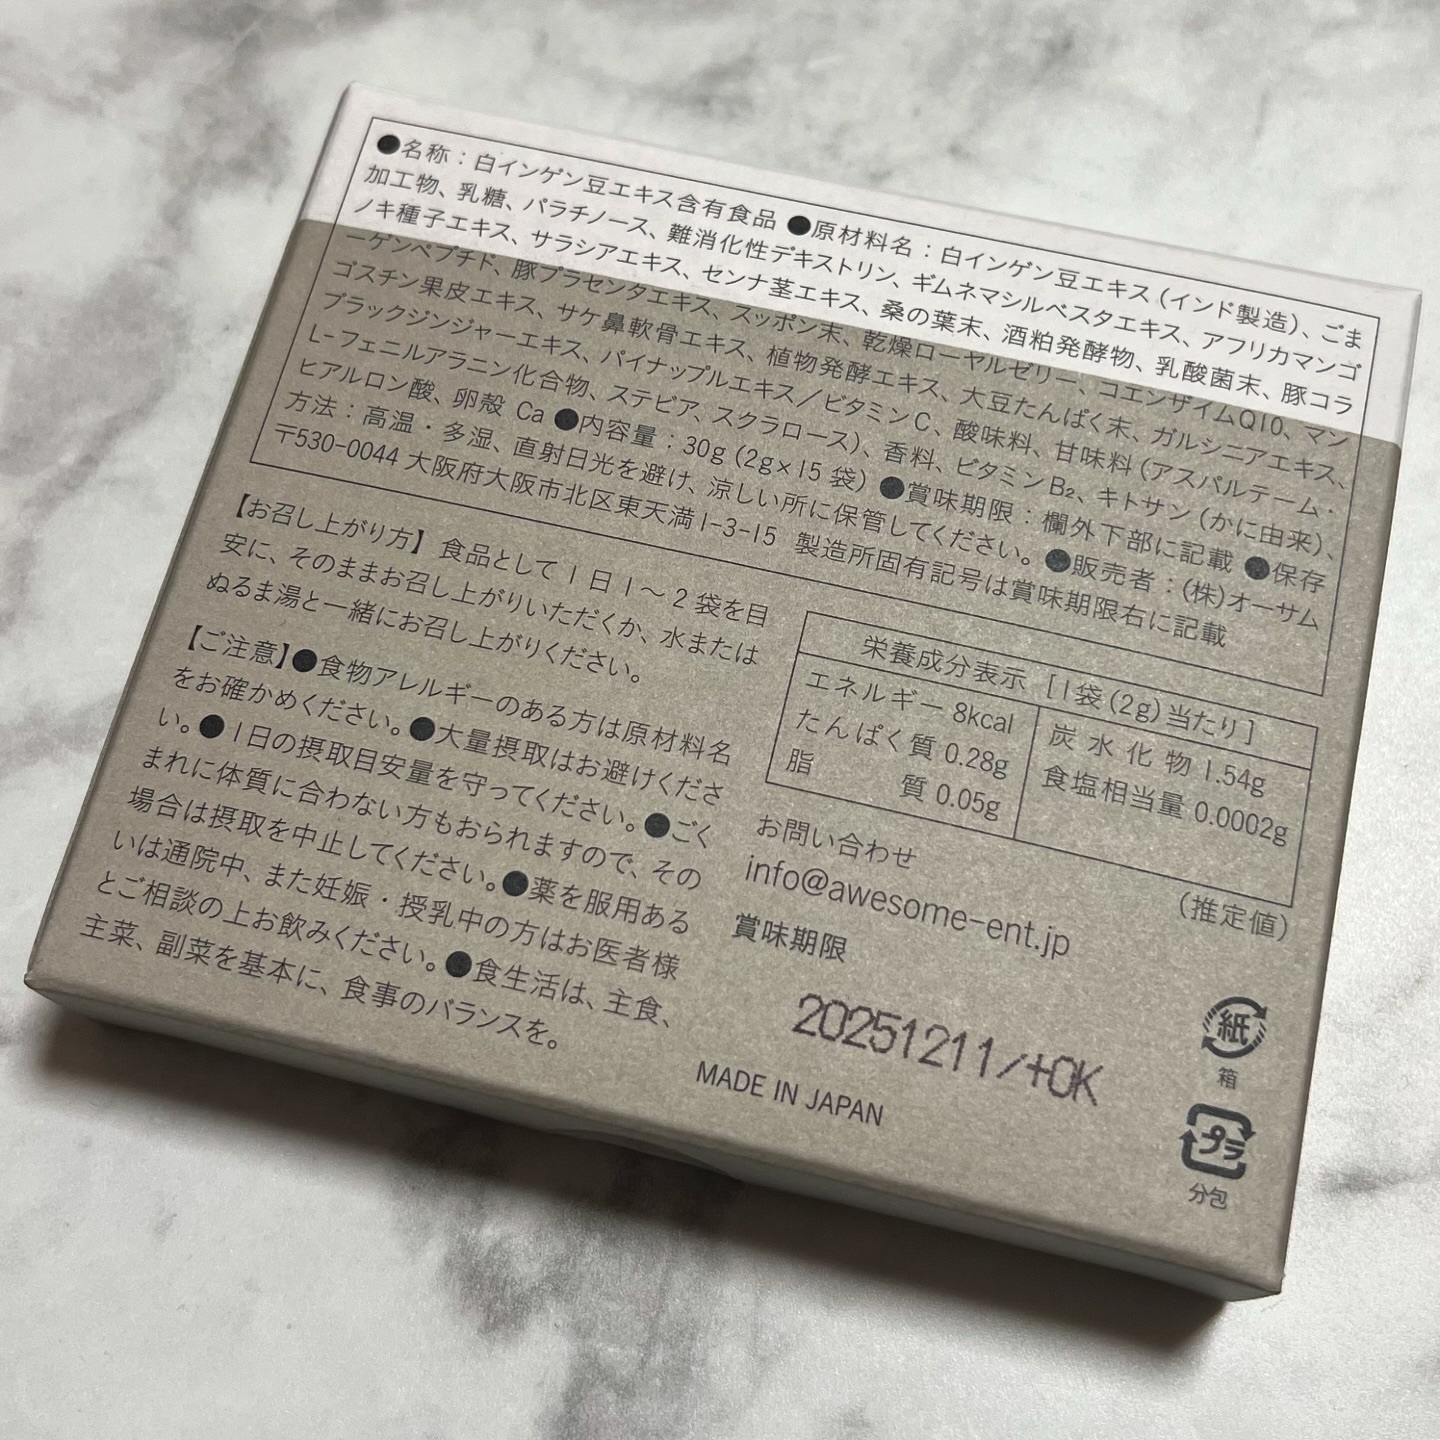 ●名称：白インゲン豆エキス含有食品 ●原材料名：白インゲン豆エキス（インド製造）、ごま
加工物、乳糖、パラチノース、難消化性デキストリン、ギムネマシルベスタエキス、アフリカマンゴ
ノキ種子エキス、サラシアエキス、センナ茎エキス、桑の葉末、酒粕発酵物、乳酸菌末、豚コラ
ーゲンペプチド、豚プラセンタエキス、スッポン末、乾燥ローヤルゼリー、コエンザイムQ10、マン
ゴスチン果皮エキス、サケ鼻軟骨エキス、植物発酵エキス、大豆たんぱく末、ガルシニアエキス、
ブラックジンジャーエキス、パイナップルエキス／ビタミンC、酸味料、甘味料（アスパルテーム・
L-フェニルアラニン化合物、ステビア、スクラロース）、香料、ビタミンB₂、キトサン（かに由来）、
ヒアルロン酸、卵殻 Ca ●内容量：30g（2g×15 袋）●賞味期限：欄外下部に記載 ●保存
方法：高温・多湿、直射日光を避け、涼しい所に保管してください。●販売者：(株)オーサム
〒530-0044 大阪府大阪市北区東天満1-3-15 製造所固有記号は賞味期限右に記載
【お召し上がり方】食品として1日1～2袋を目
安に、そのままお召し上がりいただくか、水または
ぬるま湯と一緒にお召し上がりください。
【ご注意】●食物アレルギーのある方は原材料名
をお確かめください。●大量摂取はお避けくださ
い。●1日の摂取目安量を守ってください。●ごく
まれに体質に合わない方もおられますので、その
場合は摂取を中止してください。●薬を服用ある
いは通院中、また妊娠・授乳中の方はお医者様
とご相談の上お飲みください。●食生活は、主食、
主菜、副菜を基本に、食事のバランスを。
栄養成分表示［1袋(2g)当たり］
エネルギー 8kcal
たんぱく質 0.28g
脂質 0.05g
炭水化物 1.54g
食塩相当量 0.0002g
（推定値）
お問い合わせ
info@awesome-ent.jp
賞味期限
20251211/+OK
MADE IN JAPAN
紙
箱
プラ
分包